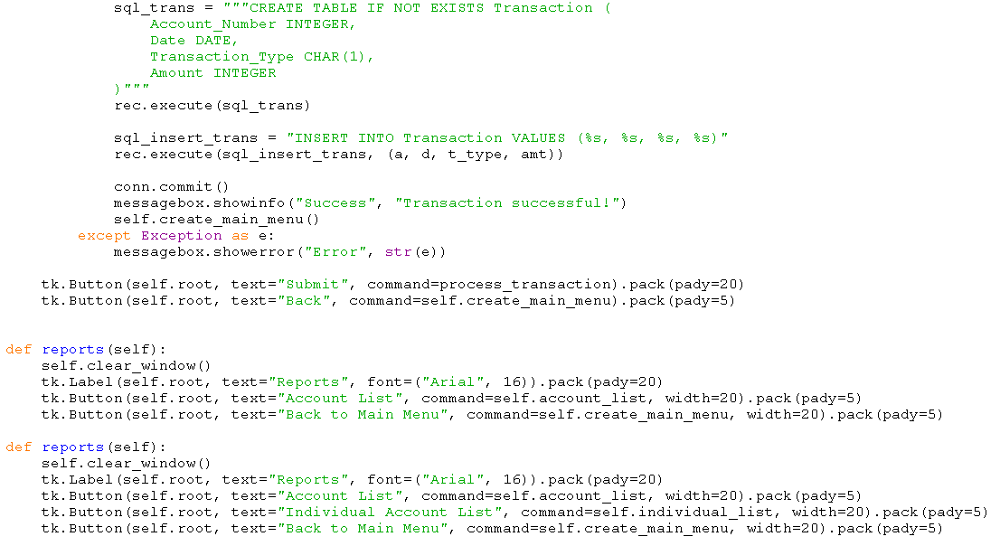 sql_trans = """CREATE TABLE IF NOT EXISTS Transaction (
Account_Number INTEGER,
Date DATE,
Transaction_Type CHAR(1),
Amount INTEGER
)"""
rec.execute(sql_trans)
sql_insert_trans = "INSERT INTO Transaction VALUES (%s, %s, %s, %s)"
rec.execute(sql_insert_trans, (a, d, t_type, amt))
conn.commit()
messagebox.showinfo("Success", "Transaction successful!")
self.create_main_menu()
except Exception as e:
messagebox.showerror("Error", str(e))
tk.Button(self.root, text="Submit", command=process_transaction).pack(pady=20)
tk.Button(self.root, text="Back", command=self.create_main_menu).pack(pady=5)
def reports(self):
self.clear_window()
tk.Label(self.root, text="Reports", font=("Arial", 16)).pack(pady=20)
tk.Button(self.root, text="Account List", command=self.account_list, width=20).pack(pady=5)
tk.Button(self.root, text="Back to Main Menu", command=self.create_main_menu, width=20).pack(pady=5)
def reports(self):
self.clear_window()
tk.Label(self.root, text="Reports", font=("Arial", 16)).pack(pady=20)
tk.Button(self.root, text="Account List", command=self.account_list, width=20).pack(pady=5)
tk.Button(self.root, text="Individual Account List", command=self.individual_list, width=20).pack(pady=5)
tk.Button(self.root, text="Back to Main Menu", command=self.create_main_menu, width=20).pack(pady=5)